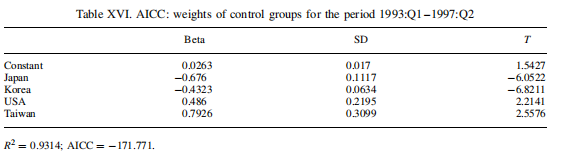 Table XVI. AICC: weights of control groups for the period 1993:Q1–1997:Q2
Beta SD T
Constant 0.0263 0.017 1.5427
Japan −0.676 0.1117 −6.0522
Korea −0.4323 0.0634 −6.8211
USA 0.486 0.2195 2.2141
Taiwan 0.7926 0.3099 2.5576
R² = 0.9314; AICC = −171.771.